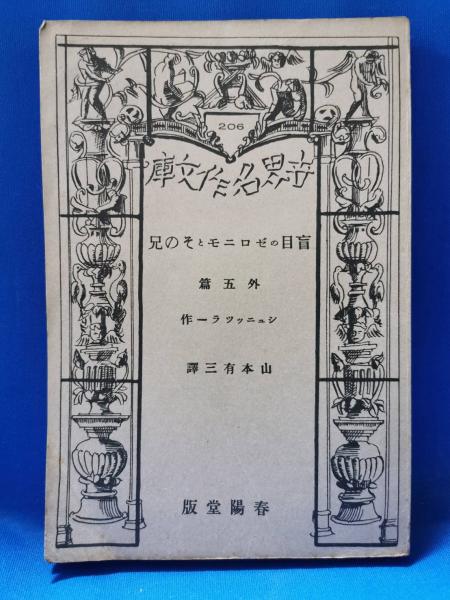 206
世界名作文庫
盲目のゼロニモとその兄
外五篇
シュニッツラー作
山本有三譯
春陽堂版